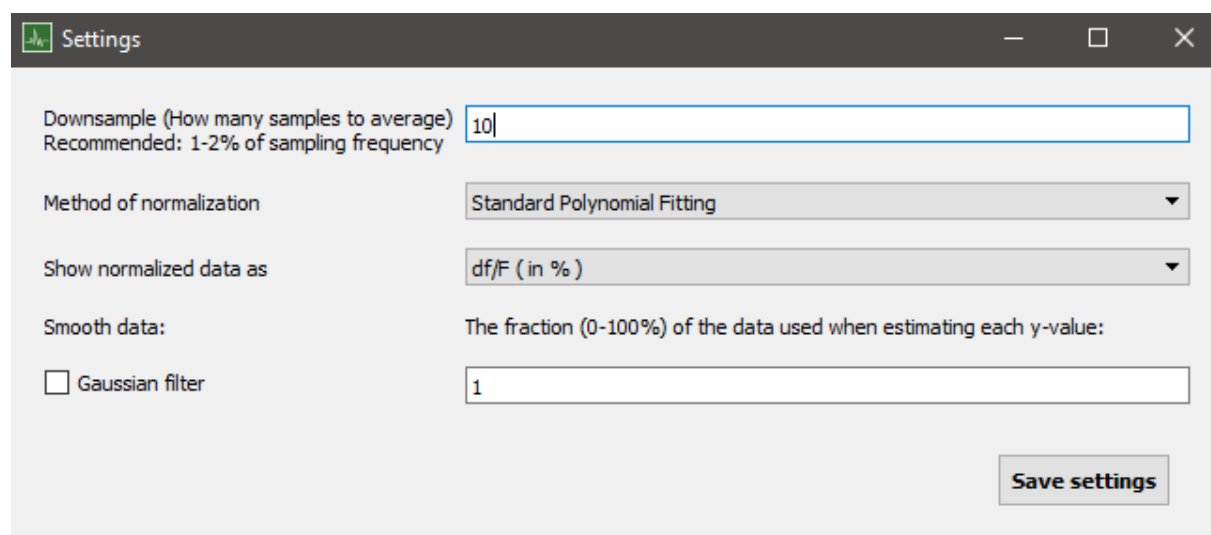 Settings
Downsample (How many samples to average)
Recommended: 1-2% of sampling frequency
10
Method of normalization
Standard Polynomial Fitting
Show normalized data as
df/F ( in % )
Smooth data:
The fraction (0-100%) of the data used when estimating each y-value:
Gaussian filter
1
Save settings